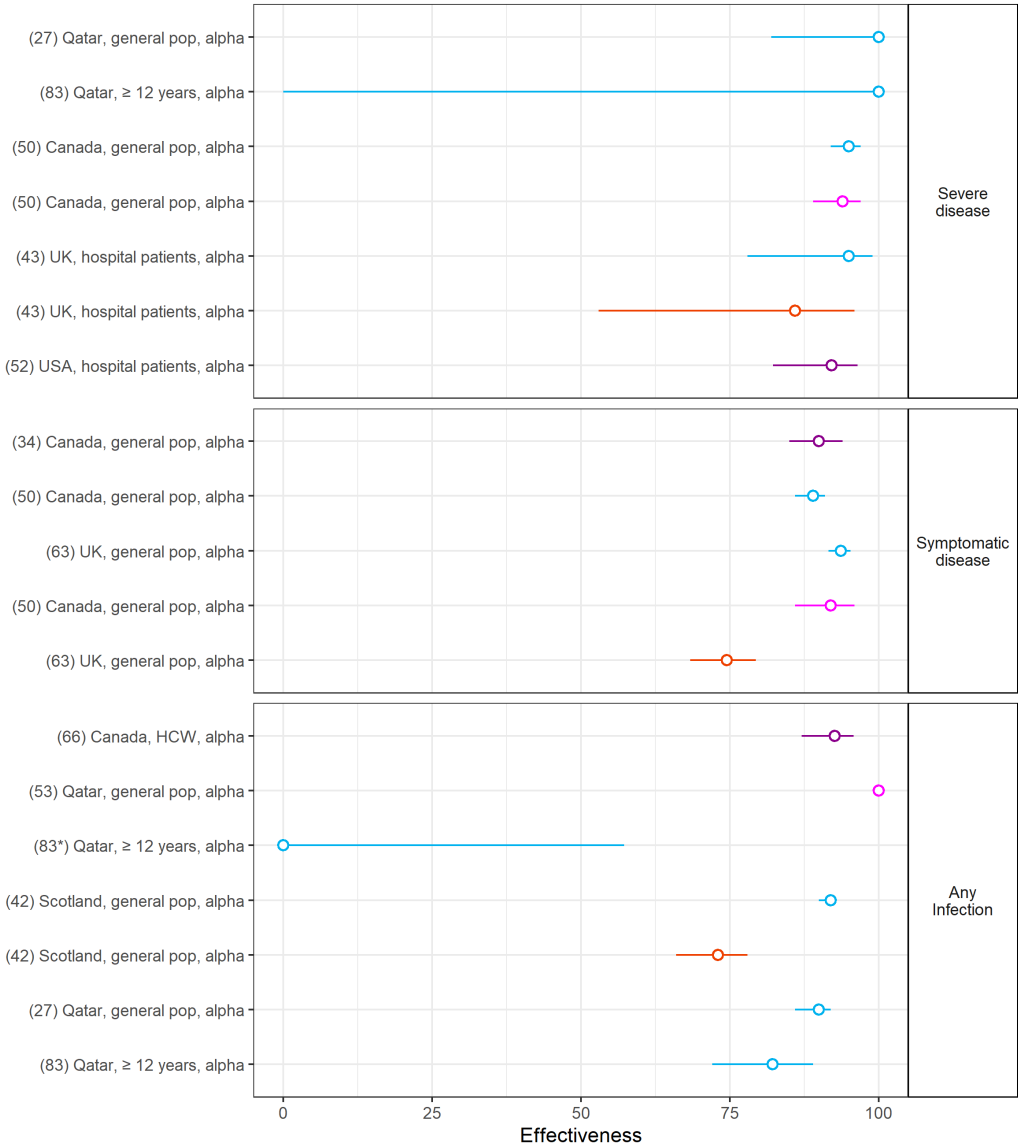 (27) Qatar, general pop, alpha
(83) Qatar, ≥ 12 years, alpha
(50) Canada, general pop, alpha
(50) Canada, general pop, alpha
(43) UK, hospital patients, alpha
(43) UK, hospital patients, alpha
(52) USA, hospital patients, alpha
Severe
disease
(34) Canada, general pop, alpha
(50) Canada, general pop, alpha
(63) UK, general pop, alpha
(50) Canada, general pop, alpha
(63) UK, general pop, alpha
Symptomatic
disease
(66) Canada, HCW, alpha
(53) Qatar, general pop, alpha
(83*) Qatar, ≥ 12 years, alpha
(42) Scotland, general pop, alpha
(42) Scotland, general pop, alpha
(27) Qatar, general pop, alpha
(83) Qatar, ≥ 12 years, alpha
Any
Infection
0 25 50 75 100
Effectiveness